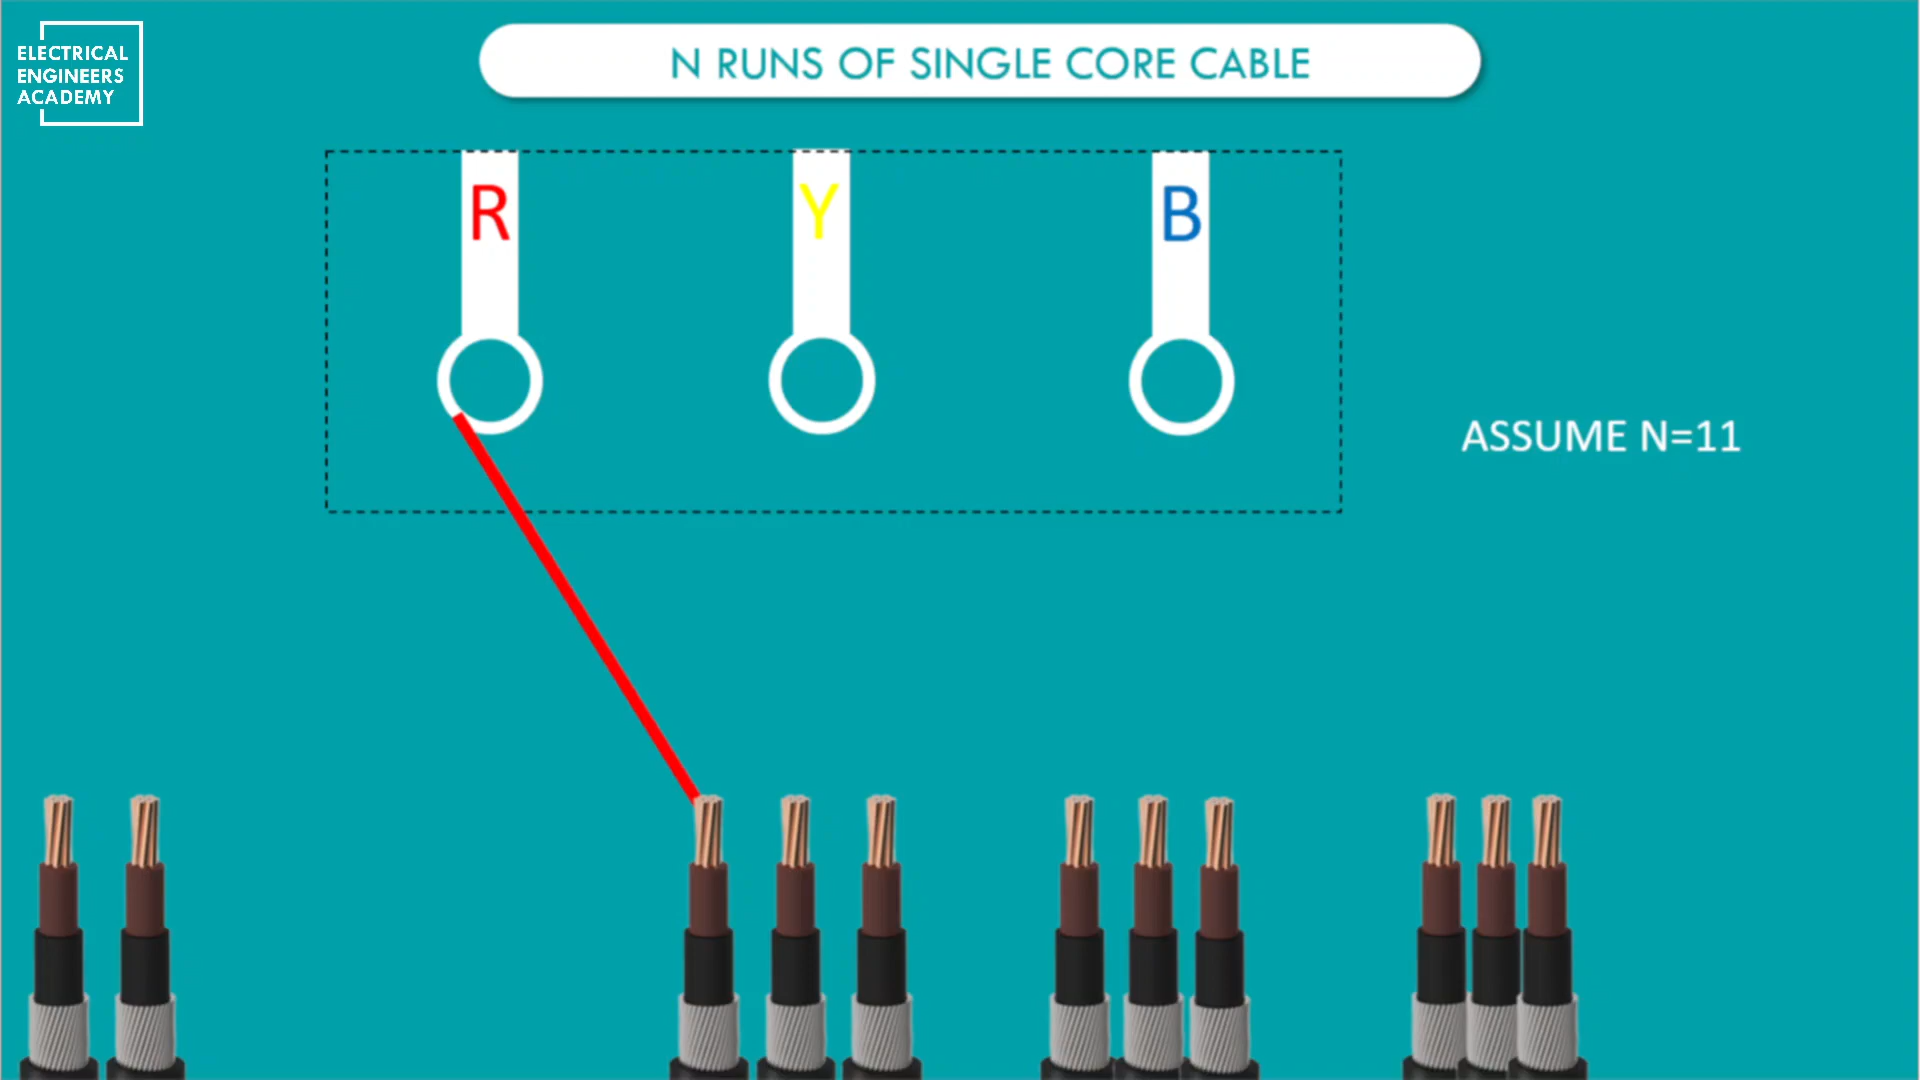 ELECTRICAL
ENGINEERS
ACADEMY
N RUNS OF SINGLE CORE CABLE
R Y B
ASSUME N=11